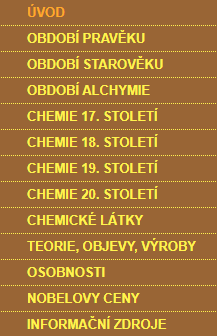 ÚVOD
OBDOBÍ PRAVĚKU
OBDOBÍ STAROVĚKU
OBDOBÍ ALCHYMIE
CHEMIE 17. STOLETÍ
CHEMIE 18. STOLETÍ
CHEMIE 19. STOLETÍ
CHEMIE 20. STOLETÍ
CHEMICKÉ LÁTKY
TEORIE, OBJEVY, VÝROBY
OSOBNOSTI
NOBELOVY CENY
INFORMAČNÍ ZDROJE